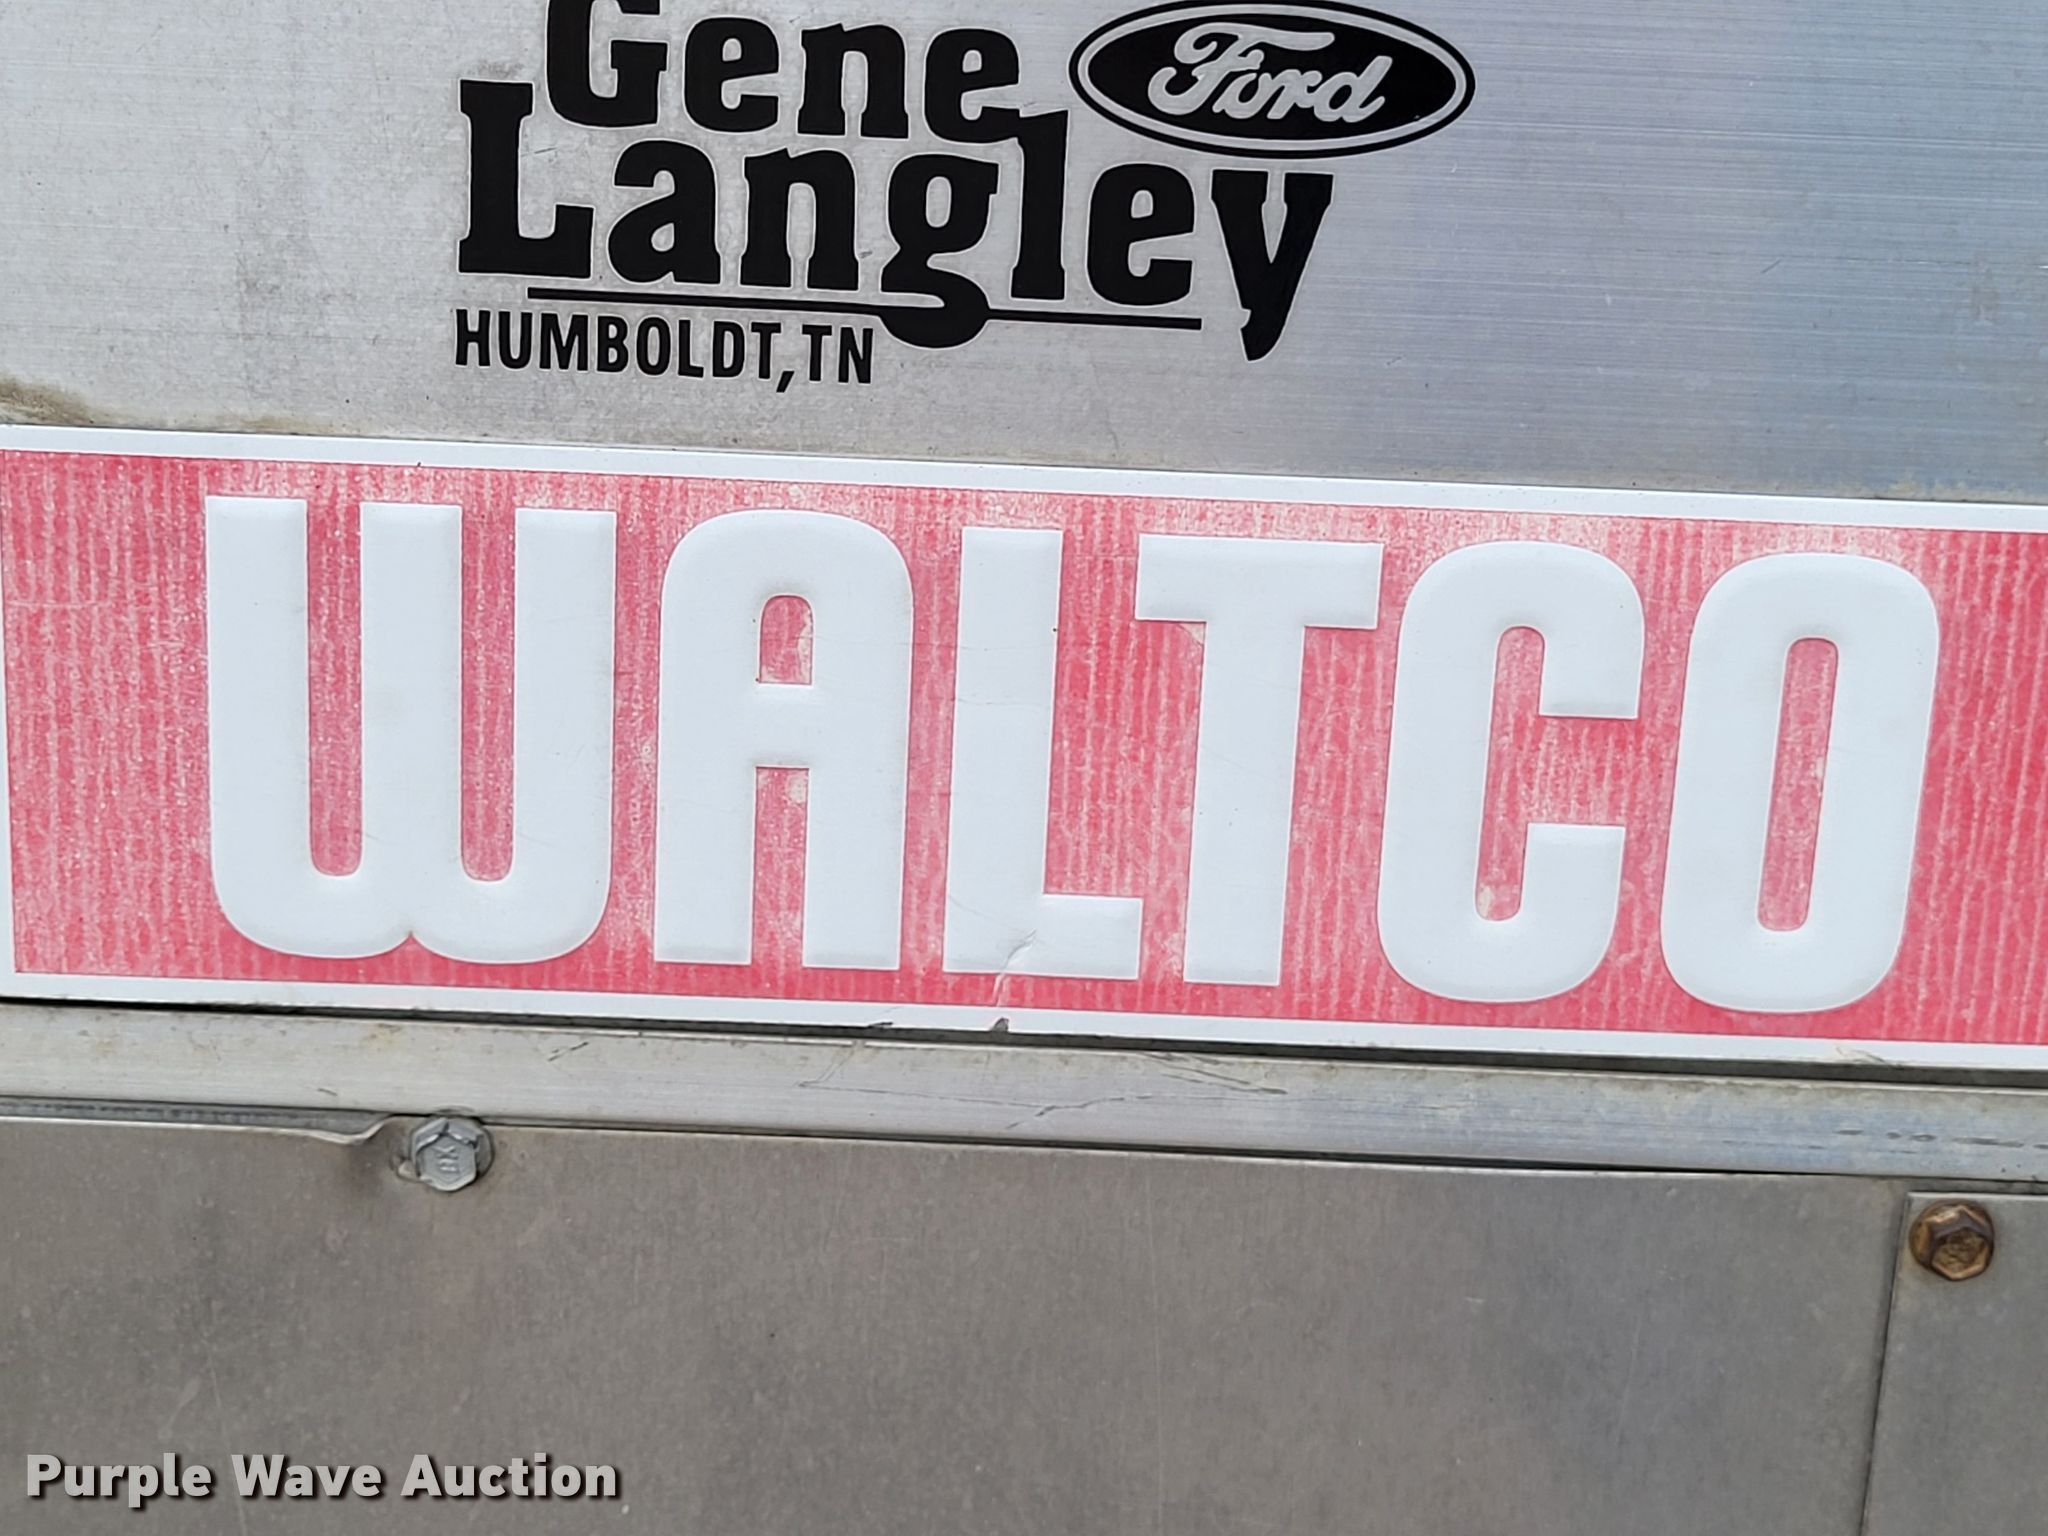 Gene
Ford
Langley
HUMBOLDT, TN
WALTCO
Purple Wave Auction